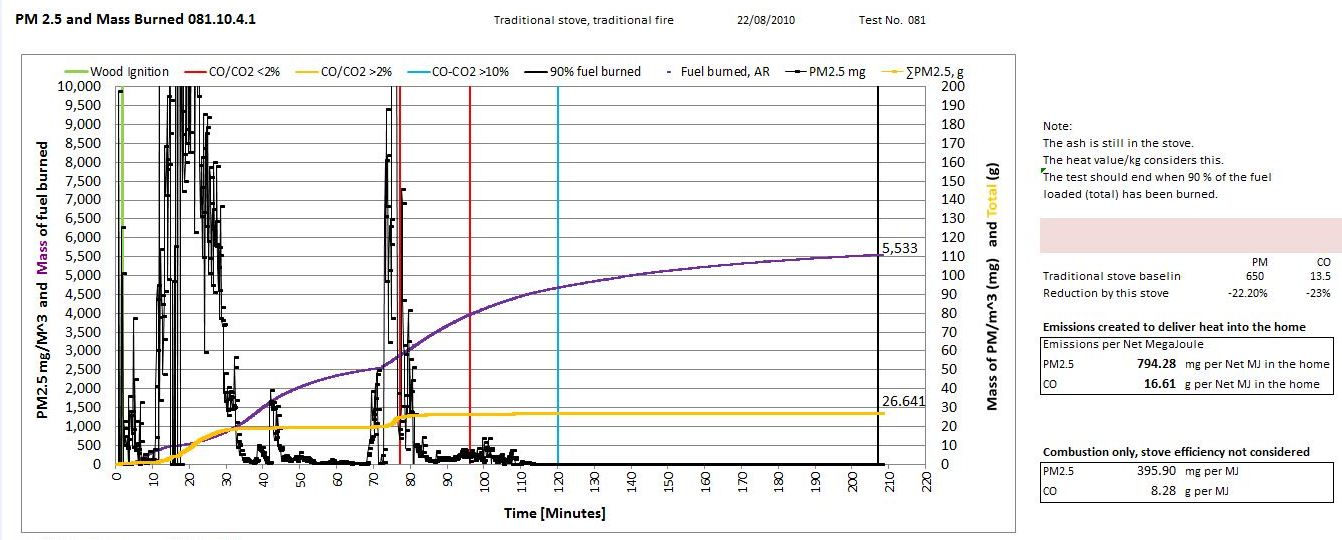 PM 2.5 and Mass Burned 081.10.4.1
Traditional stove, traditional fire
22/08/2010
Test No. 081
Wood Ignition
CO/CO2 <2%
CO/CO2 >2%
CO-CO2 >10%
90% fuel burned
Fuel burned, AR
PM2.5 mg
∑PM2.5, g
10,000
9,500
9,000
8,500
8,000
7,500
7,000
6,500
6,000
5,500
5,000
4,500
4,000
3,500
3,000
2,500
2,000
1,500
1,000
500
0
PM2.5 mg/M^3 and Mass of fuel burned
200
190
180
170
160
150
140
130
120
110
100
90
80
70
60
50
40
30
20
10
0
Mass of PM/m^3 (mg) and Total (g)
5,533
26.641
0 10 20 30 40 50 60 70 80 90 100 110 120 130 140 150 160 170 180 190 200 210 220
Time [Minutes]
Note:
The ash is still in the stove.
The heat value/kg considers this.
The test should end when 90 % of the fuel
loaded (total) has been burned.
PM CO
Traditional stove baselin 650 13.5
Reduction by this stove -22.20% -23%
Emissions created to deliver heat into the home
Emissions per Net MegaJoule
PM2.5 794.28 mg per Net MJ in the home
CO 16.61 g per Net MJ in the home
Combustion only, stove efficiency not considered
PM2.5 395.90 mg per MJ
CO 8.28 g per MJ